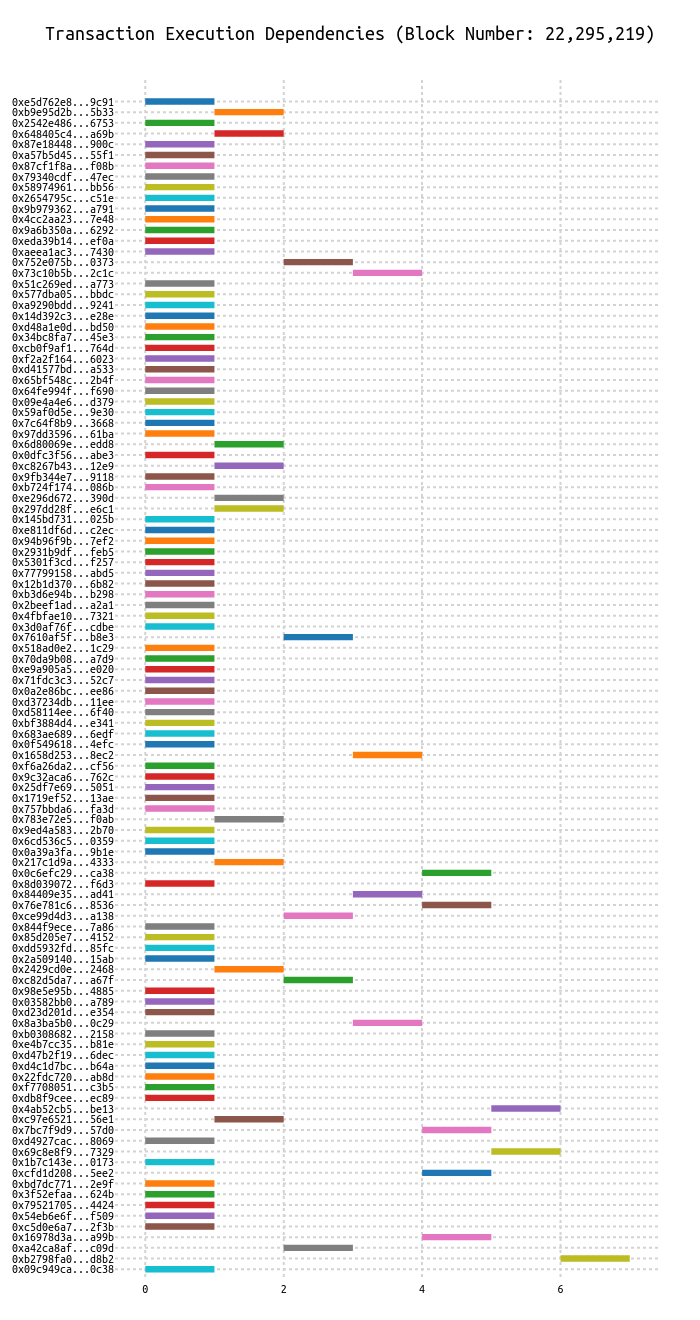 Transaction Execution Dependencies (Block Number: 22,295,219)
0xe5d762e8...9c91
0xb9e95d2b...5b33
0x2542e486...6753
0x648405c4...a69b
0x87e18448...900c
0xa57b5d45...55f1
0x87cf1f8a...f08b
0x79340cdf...47ec
0x58974961...bb56
0x2654795c...c51e
0x9b979362...a791
0x4cc2aa23...7e48
0x9a6b350a...6292
0xeda39b14...ef0a
0xaeea1ac3...7430
0x752e075b...0373
0x73c10b5b...2c1c
0x51c269ed...a773
0x577dba05...bbdc
0xa9290bdd...9241
0x14d392c3...e28e
0xd48a1e0d...bd50
0x34bc8fa7...45e3
0xcb0f9af1...764d
0xf2a2f164...6023
0xd41577bd...a533
0x65bf548c...2b4f
0x64fe994f...f690
0x09e4a4e6...d379
0x59af0d5e...9e30
0x7c64f8b9...3668
0x97dd3596...61ba
0x6d80069e...edd8
0x0dfc3f56...abe3
0xc8267b43...12e9
0x9fb344e7...9118
0xb724f174...086b
0xe296d672...390d
0x297dd28f...e6c1
0x145bd731...025b
0xe811df6d...c2ec
0x94b96f9b...7ef2
0x2931b9df...feb5
0x5301f3cd...f257
0x77799158...abd5
0x12b1d370...6b82
0xb3d6e94b...b298
0x2beef1ad...a2a1
0x4fbfae10...7321
0x3d0af76f...cdbe
0x7610af5f...b8e3
0x518ad0e2...1c29
0x70da9b08...a7d9
0xe9a905a5...e020
0x71fdc3c3...52c7
0x0a2e86bc...ee86
0xd37234db...11ee
0xd58114ee...6f40
0xbf3884d4...e341
0x683ae689...6edf
0x0f549618...4efc
0x1658d253...8ec2
0xf6a26da2...cf56
0x9c32aca6...762c
0x25df7e69...5051
0x1719ef52...13ae
0x757bbda6...fa3d
0x783e72e5...f0ab
0x9ed4a583...2b70
0x6cd536c5...0359
0x0a39a3fa...9b1e
0x217c1d9a...4333
0x0c6efc29...ca38
0x8d039072...f6d3
0x84409e35...ad41
0x76e781c6...8536
0xce99d4d3...a138
0x844f9ece...7a86
0x85d205e7...4152
0xdd5932fd...85fc
0x2a509140...15ab
0x2429cd0e...2468
0xc82d5da7...a67f
0x98e5e95b...4885
0x03582bb0...a789
0xd23d201d...e354
0x8a3ba5b0...0c29
0xb0308682...2158
0xe4b7cc35...b81e
0xd47b2f19...6dec
0xd4c1d7bc...b64a
0x22fdc720...ab8d
0xf7708051...c3b5
0xdb8f9cee...ec89
0x4ab52cb5...be13
0xc97e6521...56e1
0x7bc7f9d9...57d0
0xd4927cac...8069
0x69c8e8f9...7329
0x1b7c143e...0173
0xcfd1d208...5ee2
0xbd7dc771...2e9f
0x3f52efaa...624b
0x79521705...4424
0x54eb6e6f...f509
0xc5d0e6a7...2f3b
0x16978d3a...a99b
0xa42ca8af...c09d
0xb2798fa0...d8b2
0x09c949ca...0c38
0 2 4 6